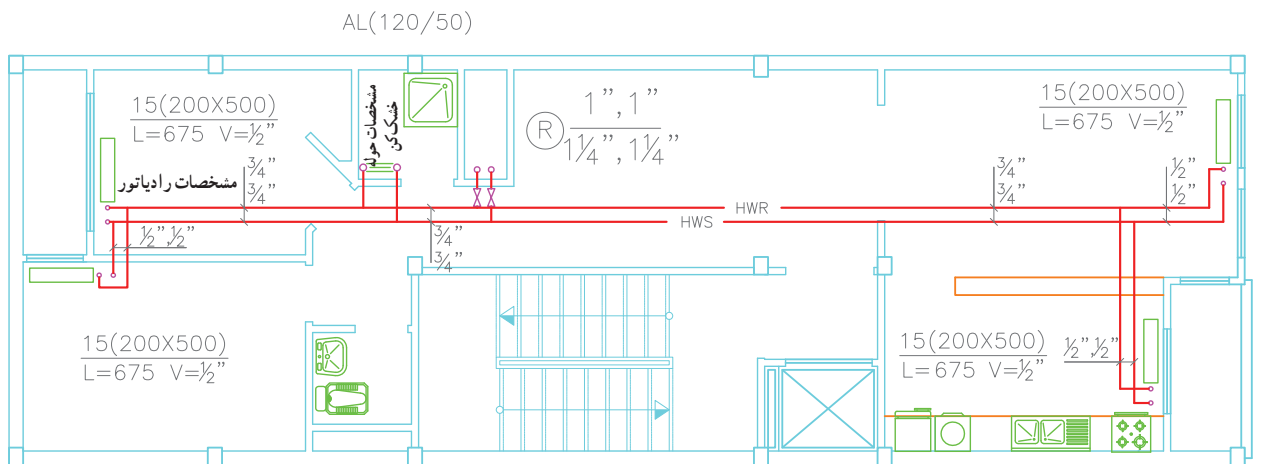 AL(120/50)
15(200X500)
L=675 V=½”
مشخصات حوله
خشک کن
R
1”,1”
1¼”,1¼”
15(200X500)
L=675 V=½”
مشخصات رادیاتور
¾”
¾”
¾”
¾”
½”
½”
HWR
HWS
½”,½”
¾”
¾”
15(200X500)
L=675 V=½”
15(200X500)
L=675 V=½”
½”,½”